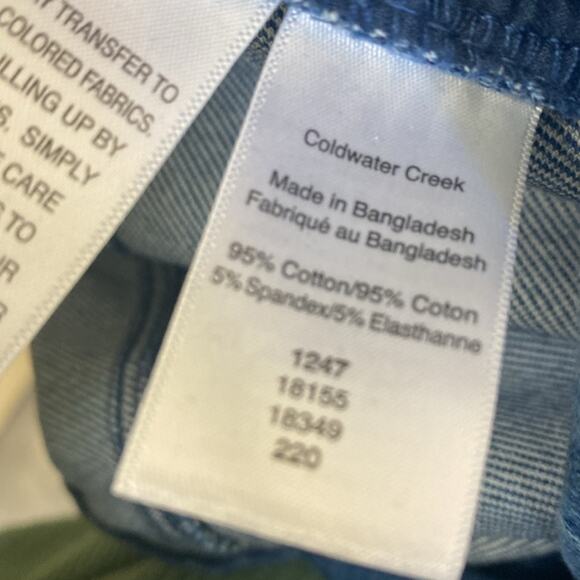 TRANSFER TO
COLORED FABRICS.
UP BY
SIMPLY
CARE
TO
Coldwater Creek
Made in Bangladesh
Fabriqué au Bangladesh
95% Cotton/95% Coton
5% Spandex/5% Elasthanne
1247
18155
18349
220